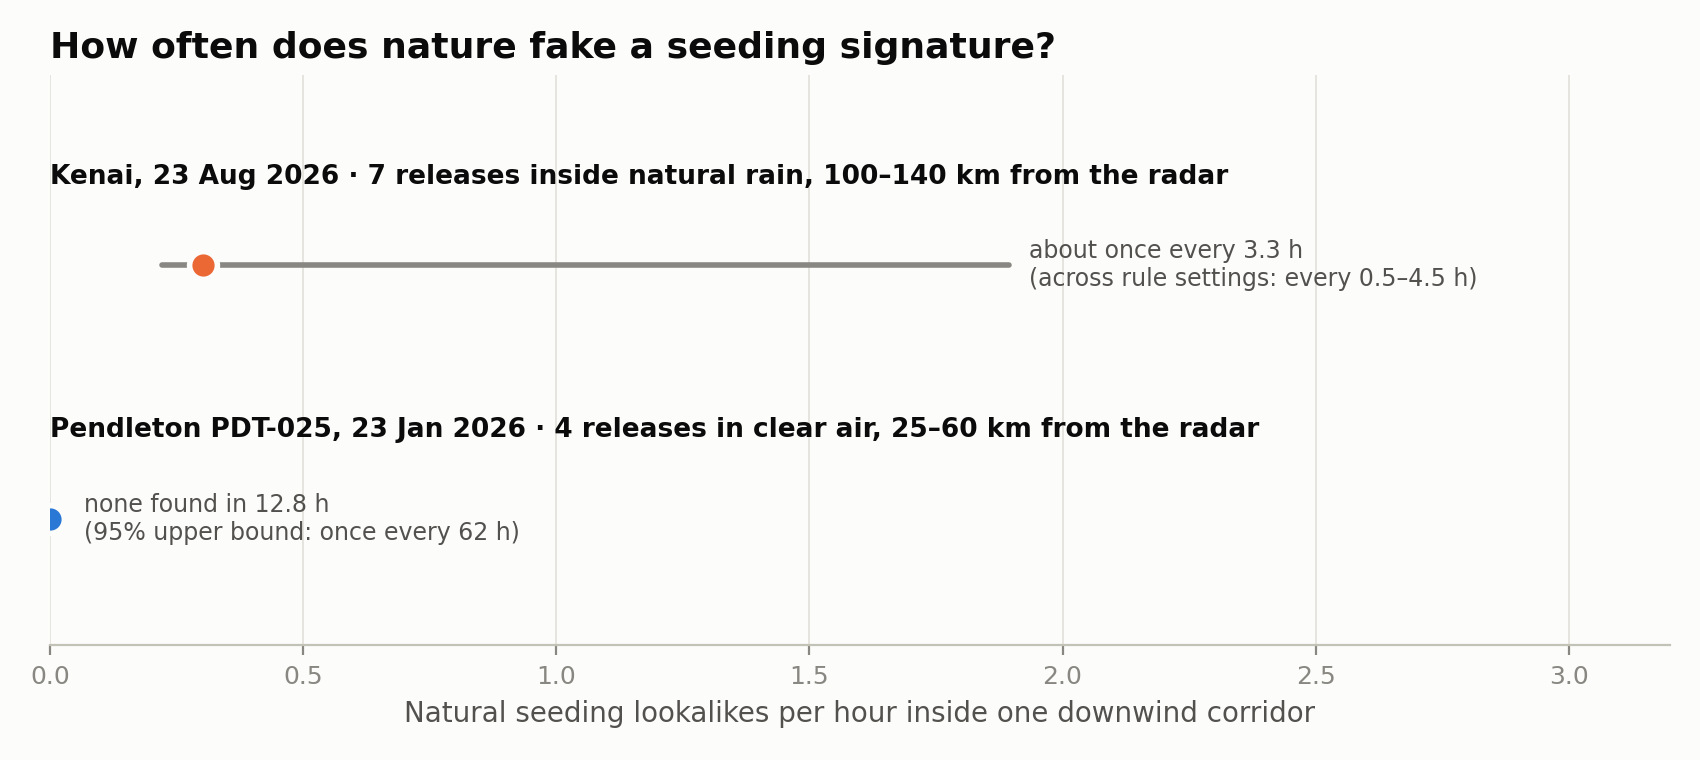 How often does nature fake a seeding signature?
Kenai, 23 Aug 2026 · 7 releases inside natural rain, 100–140 km from the radar
about once every 3.3 h
(across rule settings: every 0.5–4.5 h)
Pendleton PDT-025, 23 Jan 2026 · 4 releases in clear air, 25–60 km from the radar
none found in 12.8 h
(95% upper bound: once every 62 h)
0.0 0.5 1.0 1.5 2.0 2.5 3.0
Natural seeding lookalikes per hour inside one downwind corridor